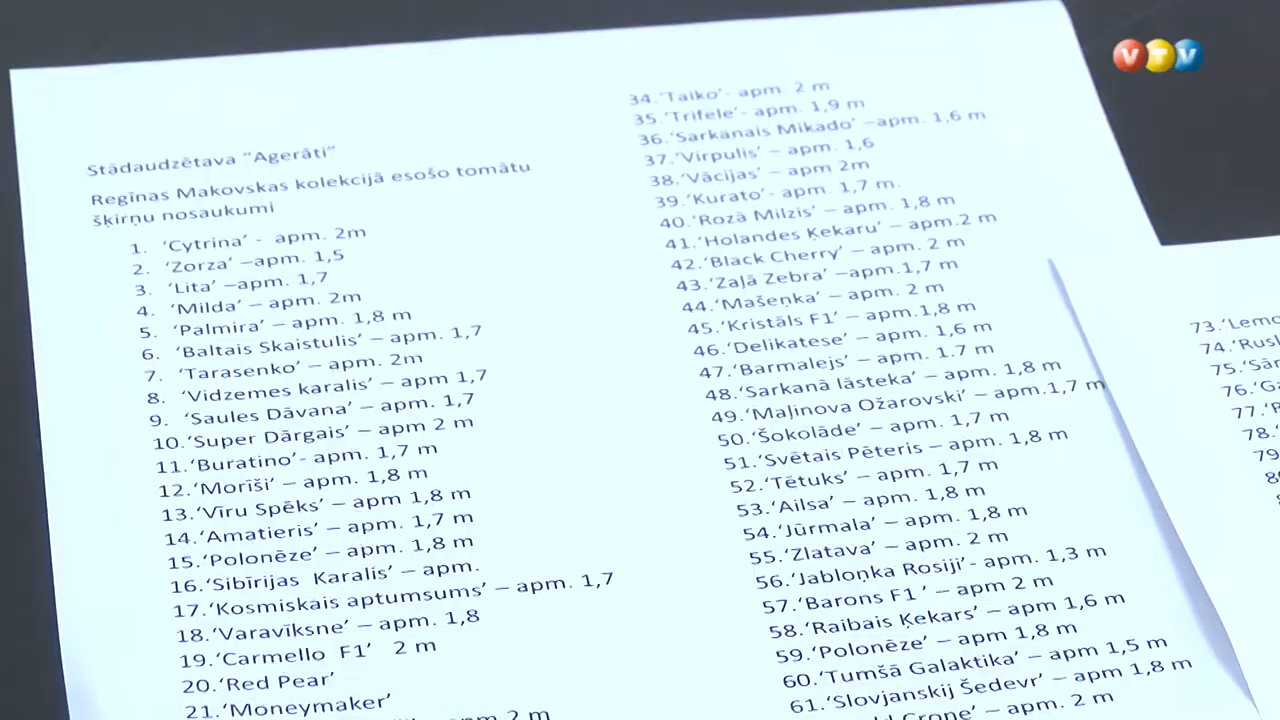 VTV
Stādaudzētava "Agerāti"
Regīnas Makovskas kolekcijā esošo tomātu
šķirņu nosaukumi
1. 'Cytrina' - apm. 2m
2. 'Zorza' –apm. 1,5
3. 'Lita' –apm. 1,7
4. 'Milda' – apm. 2m
5. 'Palmira' – apm. 1,8 m
6. 'Baltais Skaistulis' – apm. 1,7
7. 'Tarasenko' – apm. 2m
8. 'Vidzemes karalis' – apm 1,7
9. 'Saules Dāvana' – apm. 1,7
10.'Super Dārgais' – apm 2 m
11.'Buratino'- apm. 1,7 m
12.'Morīši' – apm. 1,8 m
13.'Vīru Spēks' – apm 1,8 m
14.'Amatieris' – apm. 1,7 m
15.'Polonēze' – apm. 1,8 m
16.'Sibīrijas Karalis' – apm.
17.'Kosmiskais aptumsums' – apm. 1,7
18.'Varavīksne' – apm. 1,8
19.'Carmello F1' 2 m
20.'Red Pear'
21.'Moneymaker'
apm 2 m
34.'Taiko'- apm. 2 m
35.'Trifele'- apm. 1,9 m
36.'Sarkanais Mikado' –apm. 1,6 m
37.'Virpulis' – apm. 1,6
38.'Vācijas' – apm 2m
39.'Kurato'- apm. 1,7 m.
40.'Rozā Milzis' – apm. 1,8 m
41.'Holandes Ķekaru' – apm.2 m
42.'Black Cherry' – apm. 2 m
43.'Zaļā Zebra' –apm.1,7 m
44.'Mašeņka' – apm. 2 m
45.'Kristāls F1' – apm.1,8 m
46.'Delikatese' – apm. 1,6 m
47.'Barmalejs' – apm. 1.7 m
48.'Sarkanā lāsteka' – apm. 1,8 m
49.'Maļinova Ožarovski' – apm.1,7 m
50.'Šokolāde' – apm. 1,7 m
51.'Svētais Pēteris – apm. 1,8 m
52.'Tētuks' – apm. 1,7 m
53.'Ailsa' – apm. 1,8 m
54.'Jūrmala' – apm. 1,8 m
55.'Zlatava' – apm. 2 m
56.'Jabloņka Rosiji'- apm. 1,3 m
57.'Barons F1 ' – apm 2 m
58.'Raibais Ķekars' – apm 1,6 m
59.'Polonēze' – apm 1,8 m
60.'Tumšā Galaktika' – apm 1,5 m
61.'Slovjanskij Šedevr' – apm 1,8 m
– apm. 2 m
73.'Lemo
74.'Rusl
75.'Sār
76.'Ga
77.'R
78.'
79